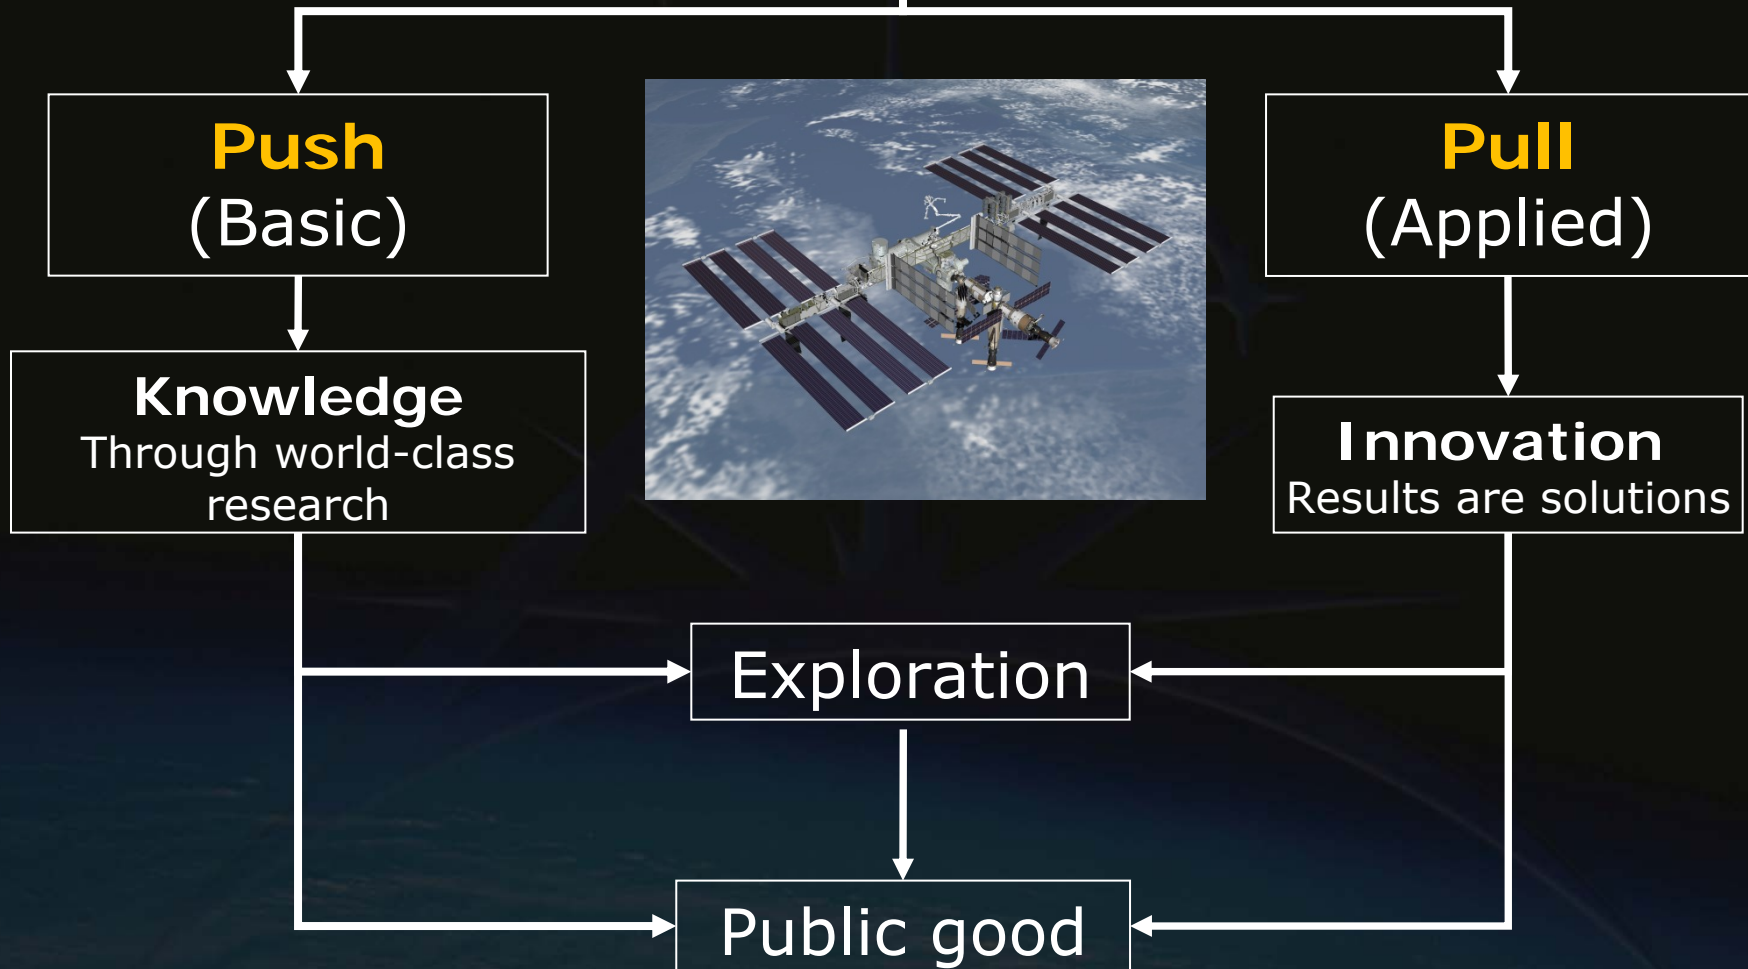 Push
(Basic)
Pull
(Applied)
Knowledge
Through world-class
research
Innovation
Results are solutions
Exploration
Public good